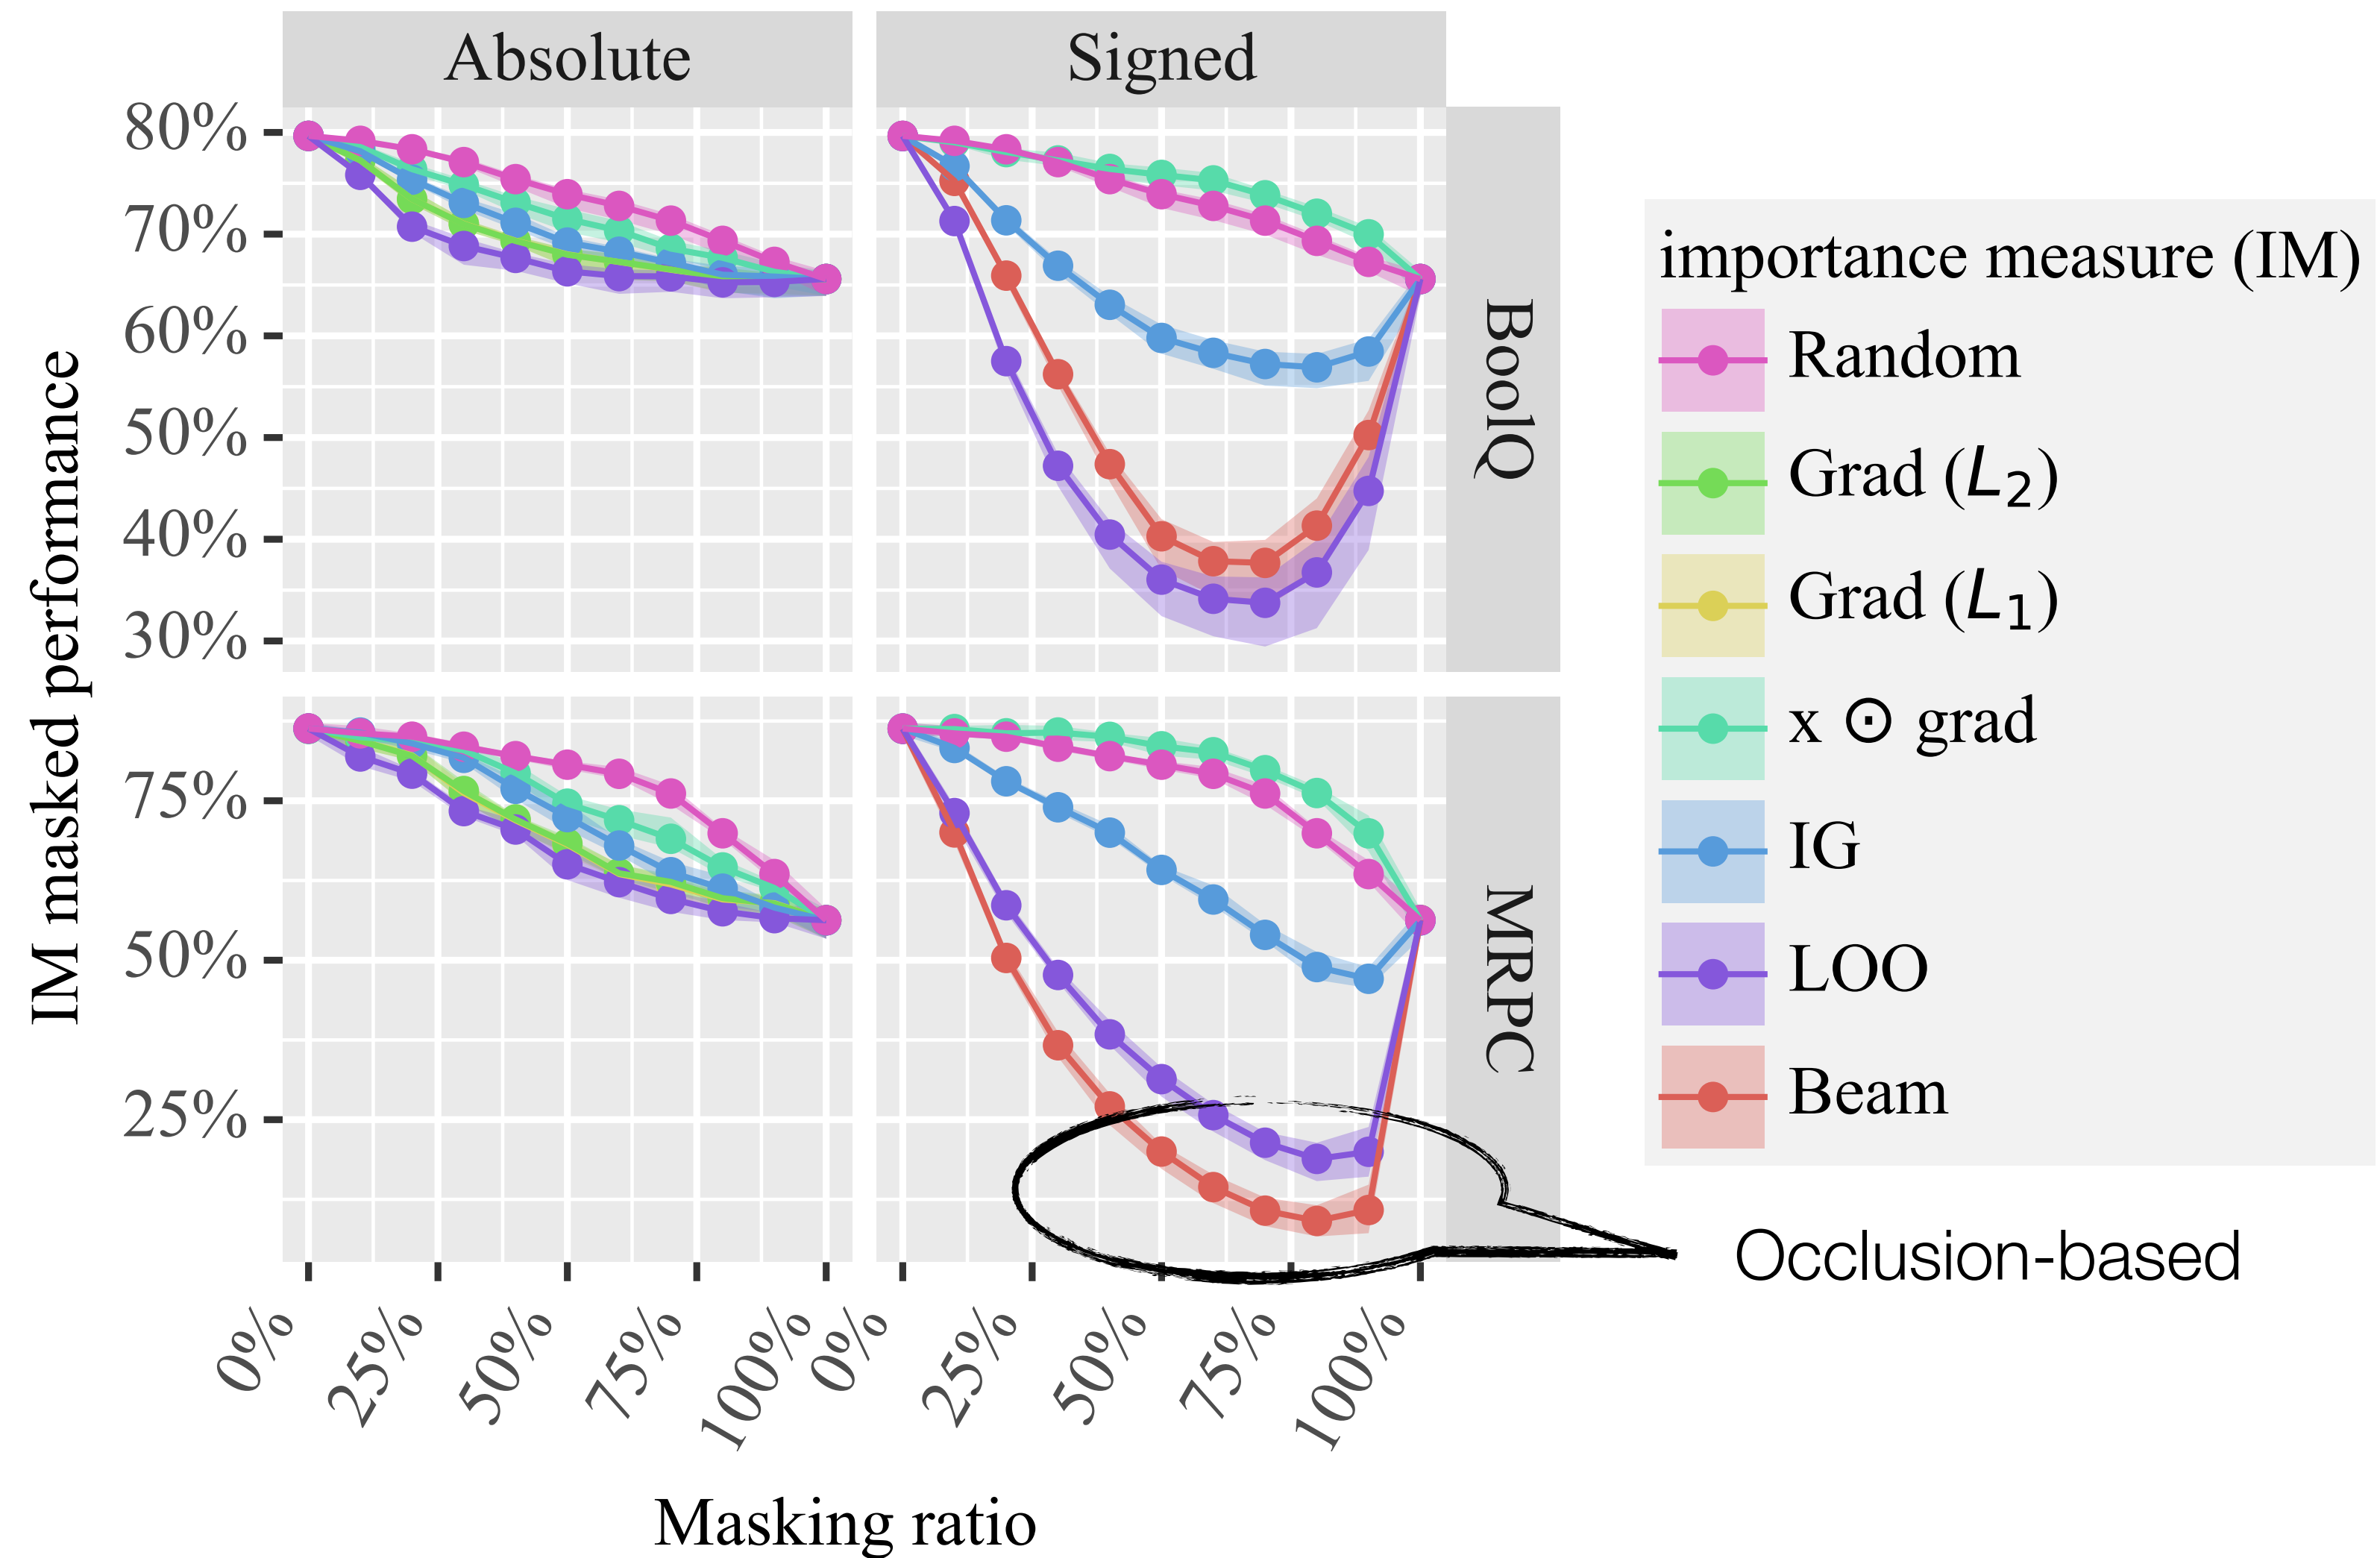 Absolute
Signed
IM masked performance
80%
70%
60%
50%
40%
30%
BoolQ
75%
50%
25%
MRPC
0%
25%
50%
75%
100%
0%
25%
50%
75%
100%
Masking ratio
importance measure (IM)
Random
Grad (L₂)
Grad (L₁)
x ⊙ grad
IG
LOO
Beam
Occlusion-based